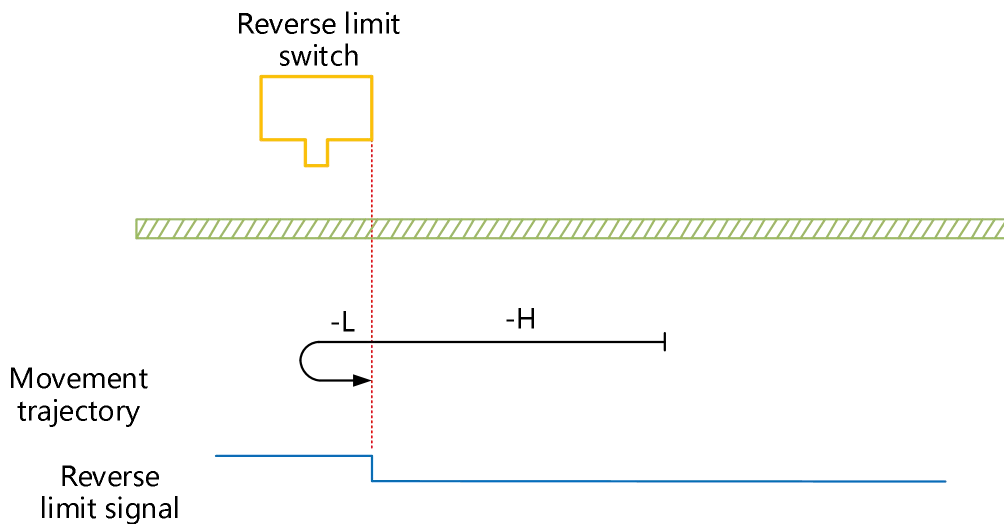 Reverse limit
switch
-L
-H
Movement
trajectory
Reverse
limit signal